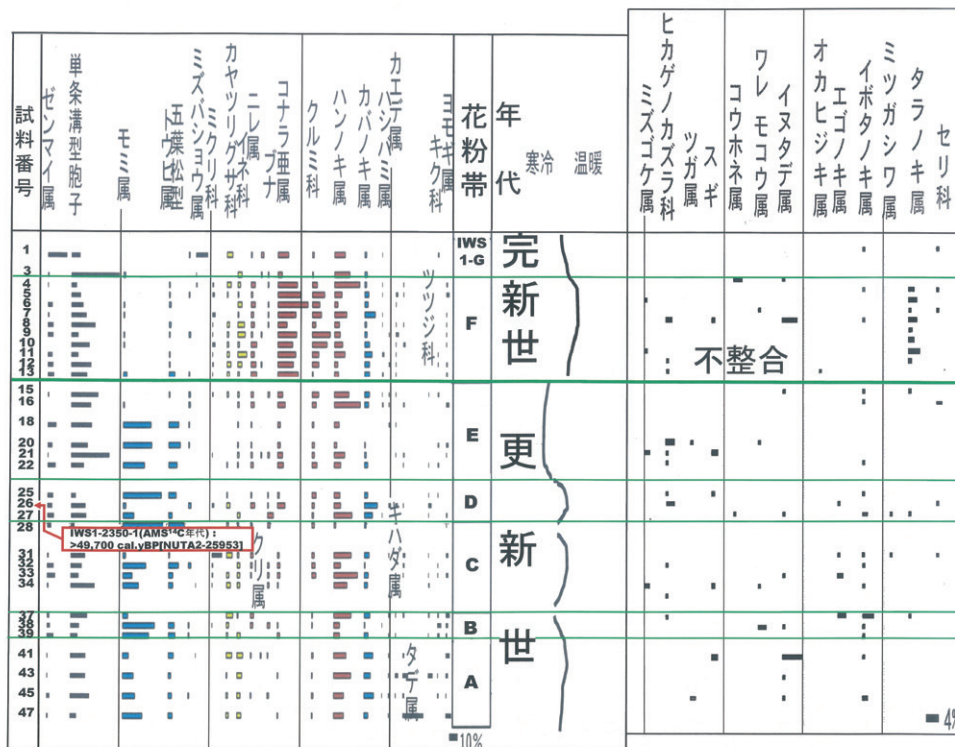 試料番号
ゼンマイ属
単条溝型胞子
モミ属
トウヒ属
五葉松型
ミズバショウ属
ミクリ科
カヤツリグサ科
イネ科
ニレ属
ブナ
コナラ亜属
クルミ科
ハンノキ属
カバノキ属
ハシバミ属
カエデ属
キク科
ヨモギ属
花粉帯
年代
寒冷 温暖
ミズゴケ属
ヒカゲノカズラ科
ツガ属
スギ
コウホネ属
ワレモコウ属
イヌタデ属
オカヒジキ属
エゴノキ属
イボタノキ属
ミツガシワ属
タラノキ属
セリ科
1
3
4
5
6
7
8
9
10
11
12
13
15
16
18
20
21
22
25
26
27
28
31
32
33
34
37
38
39
41
43
45
47
ツツジ科
クリ属
キハダ属
タデ属
IWS
1-G
F
E
D
C
B
A
完新世
更新世
不整合
IWS1-2350-1(AMS¹⁴C年代) :
>49,700 cal.yBP[NUTA2-25953]
10%
4%